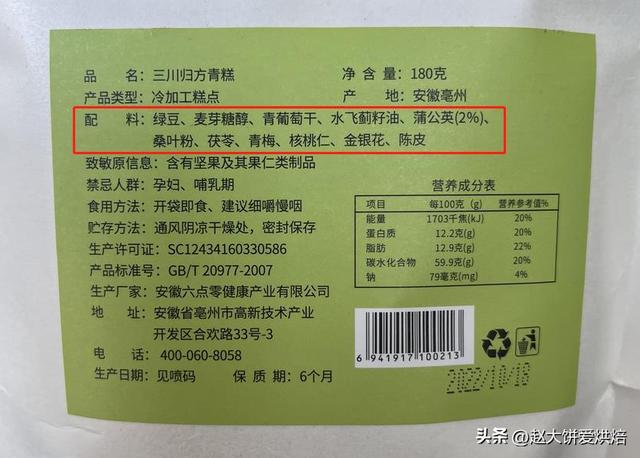 品 名：三川归方青糕 净 含 量：180克
产品类型：冷加工糕点 产 地：安徽亳州
配 料：绿豆、麦芽糖醇、青葡萄干、水飞蓟籽油、蒲公英(2%)、
桑叶粉、茯苓、青梅、核桃仁、金银花、陈皮
致敏原信息：含有坚果及其果仁类制品
禁忌人群：孕妇、哺乳期
食用方法：开袋即食、建议细嚼慢咽
贮存方法：通风阴凉干燥处，密封保存
生产许可证：SC12434160330586
产品标准号：GB/T 20977-2007
生产厂家：安徽六点零健康产业有限公司
地 址：安徽省亳州市高新技术产业
开发区合欢路33号-3
电 话：400-060-8058
生产日期：见喷码 保 质 期：6个月
营养成分表
项目 每100克(g) 营养素参考值%
能量 1703千焦(kJ) 20%
蛋白质 12.2克(g) 20%
脂肪 12.9克(g) 22%
碳水化合物 59.9克(g) 20%
钠 79毫克(mg) 4%
6 941917 100213
2022/10/18
头条 @赵大饼爱烘焙